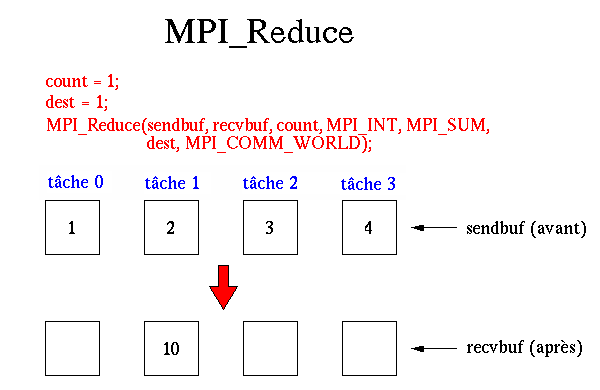 MPI_Reduce
count = 1;
dest = 1;
MPI_Reduce(sendbuf, recvbuf, count, MPI_INT, MPI_SUM,
dest, MPI_COMM_WORLD);
tâche 0 tâche 1 tâche 2 tâche 3
1 2 3 4 sendbuf (avant)
10 recvbuf (après)